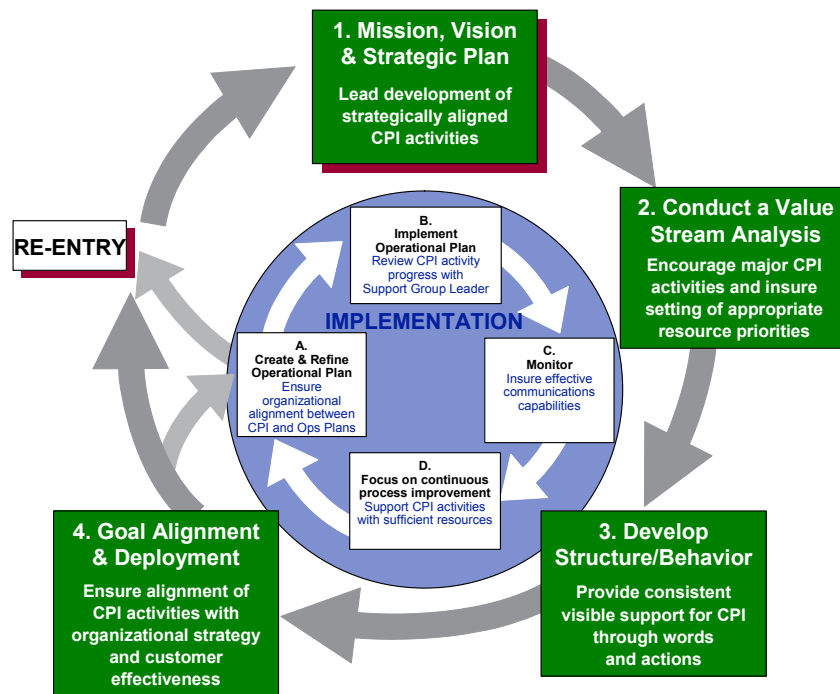 1. Mission, Vision
& Strategic Plan
Lead development of
strategically aligned
CPI activities
2. Conduct a Value
Stream Analysis
Encourage major CPI
activities and insure
setting of appropriate
resource priorities
3. Develop
Structure/Behavior
Provide consistent
visible support for CPI
through words
and actions
4. Goal Alignment
& Deployment
Ensure alignment of
CPI activities with
organizational strategy
and customer
effectiveness
RE-ENTRY
IMPLEMENTATION
A.
Create & Refine
Operational Plan
Ensure
organizational
alignment between
CPI and Ops Plans
B.
Implement
Operational Plan
Review CPI activity
progress with
Support Group Leader
C.
Monitor
Insure effective
communications
capabilities
D.
Focus on continuous
process improvement
Support CPI activities
with sufficient resources